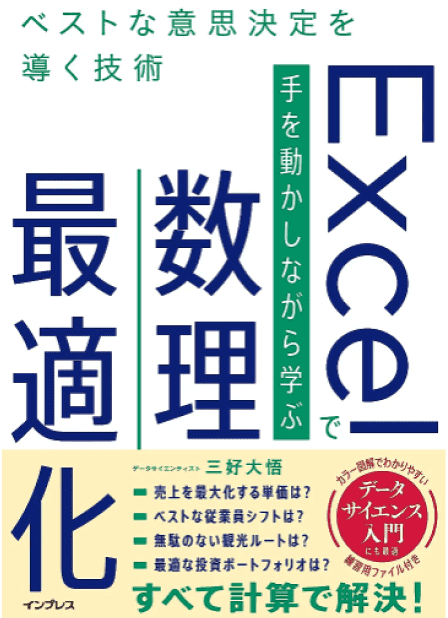 ベストな意思決定を
導く技術
Excelで
手を動かしながら学ぶ
数理
最適化
データサイエンティスト 三好大悟
売上を最大化する単価は?
ベストな従業員シフトは?
無駄のない観光ルートは?
最適な投資ポートフォリオは?
すべて計算で解決!
カラー図解でわかりやすい
データ
サイエンス
入門
にも最適
練習用ファイル付き
インプレス